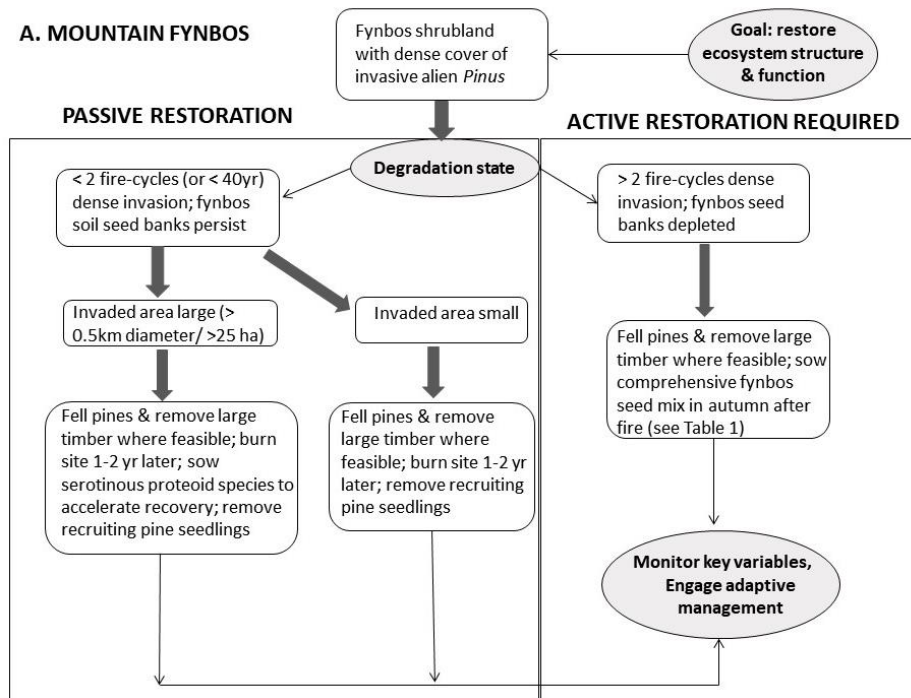 A. MOUNTAIN FYNBOS
Fynbos shrubland
with dense cover of
invasive alien Pinus
Goal: restore
ecosystem structure
& function
PASSIVE RESTORATION
ACTIVE RESTORATION REQUIRED
Degradation state
< 2 fire-cycles (or < 40yr)
dense invasion; fynbos
soil seed banks persist
> 2 fire-cycles dense
invasion; fynbos seed
banks depleted
Invaded area large (>
0.5km diameter/ >25 ha)
Invaded area small
Fell pines & remove large
timber where feasible; sow
comprehensive fynbos
seed mix in autumn after
fire (see Table 1)
Fell pines & remove large
timber where feasible; burn
site 1-2 yr later; sow
serotinous proteoid species to
accelerate recovery; remove
recruiting pine seedlings
Fell pines & remove
large timber where
feasible; burn site 1-2 yr
later; remove recruiting
pine seedlings
Monitor key variables,
Engage adaptive
management